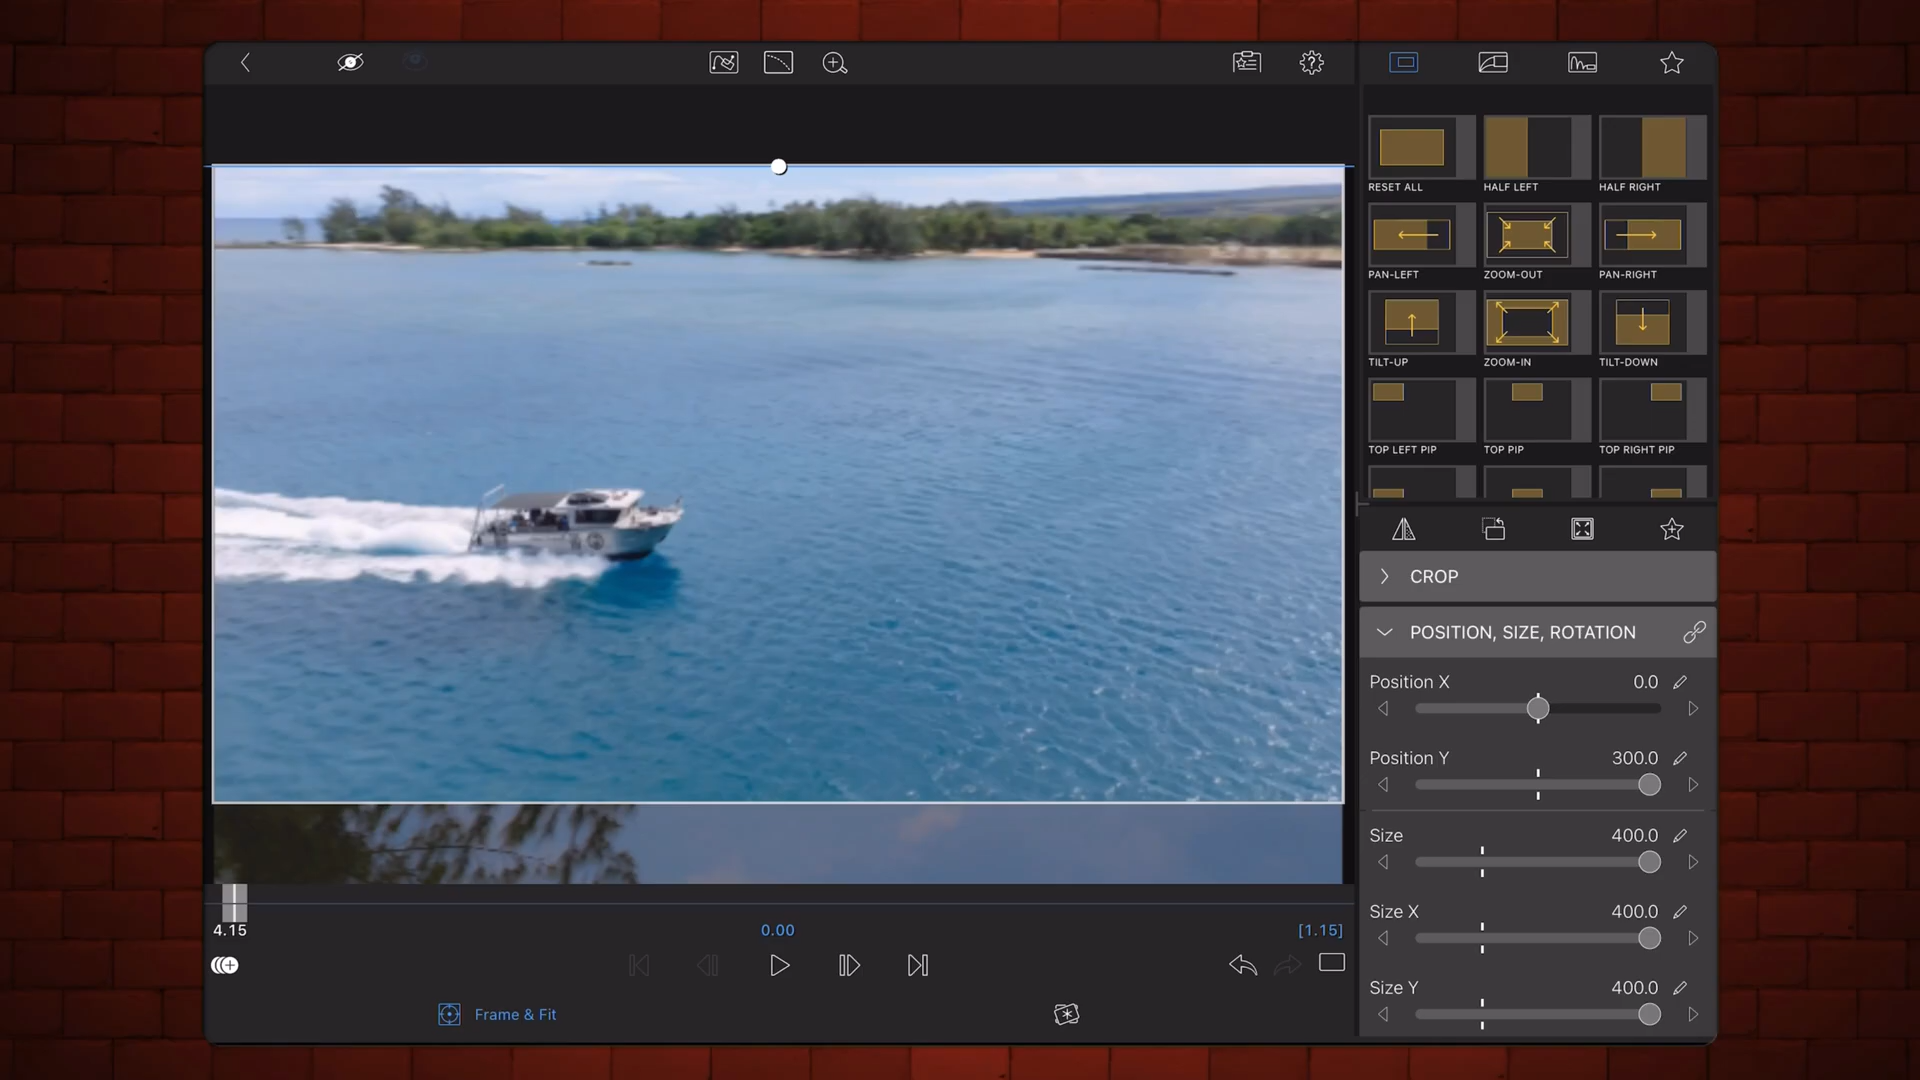 RESET ALL
HALF LEFT
HALF RIGHT
PAN-LEFT
ZOOM-OUT
PAN-RIGHT
TILT-UP
ZOOM-IN
TILT-DOWN
TOP LEFT PIP
TOP PIP
TOP RIGHT PIP
CROP
POSITION, SIZE, ROTATION
Position X 0.0
Position Y 300.0
Size 400.0
Size X 400.0
Size Y 400.0
4.15 0.00 [1.15]
Frame & Fit